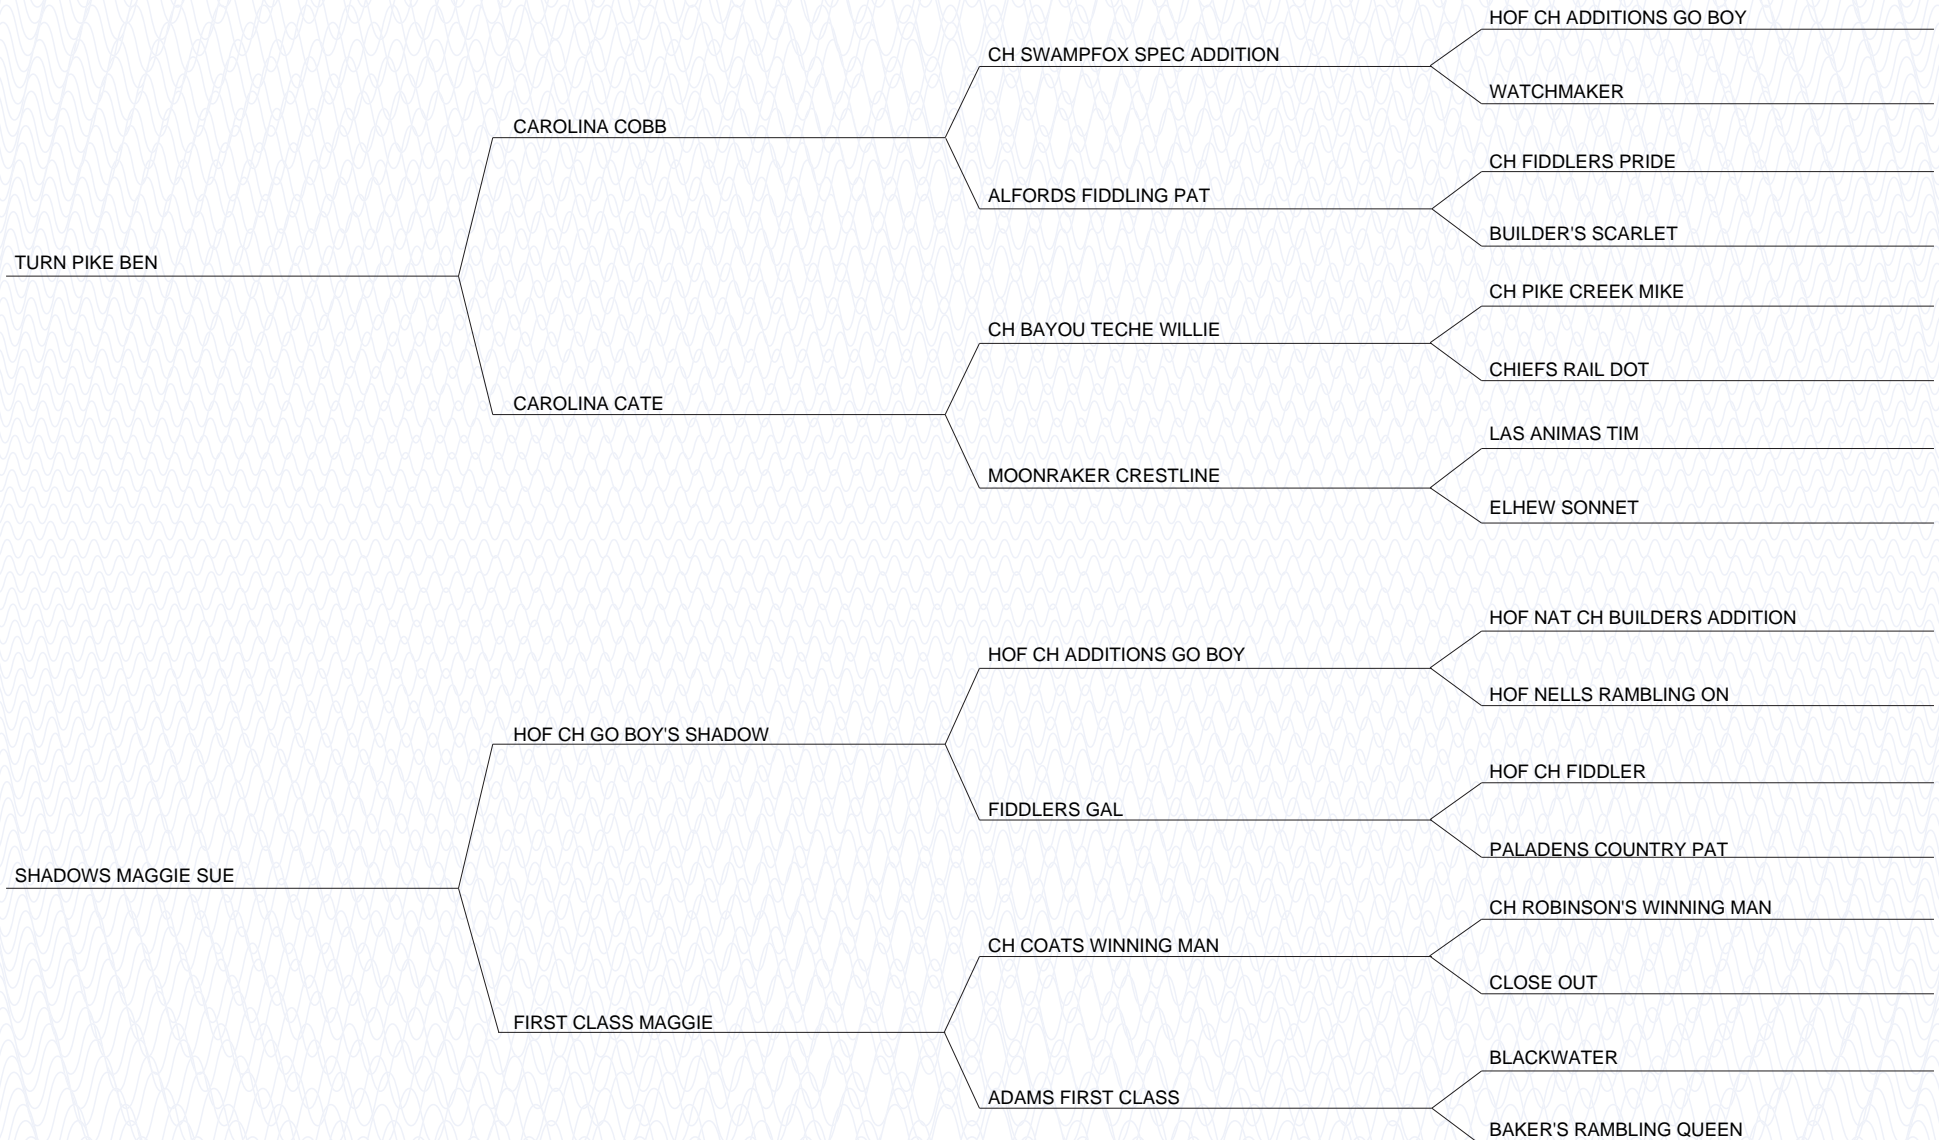 HOF CH ADDITIONS GO BOY
CH SWAMPFOX SPEC ADDITION
WATCHMAKER
CAROLINA COBB
CH FIDDLERS PRIDE
ALFORDS FIDDLING PAT
BUILDER'S SCARLET
TURN PIKE BEN
CH PIKE CREEK MIKE
CH BAYOU TECHE WILLIE
CHIEFS RAIL DOT
CAROLINA CATE
LAS ANIMAS TIM
MOONRAKER CRESTLINE
ELHEW SONNET
HOF NAT CH BUILDERS ADDITION
HOF CH ADDITIONS GO BOY
HOF NELLS RAMBLING ON
HOF CH GO BOY'S SHADOW
HOF CH FIDDLER
FIDDLERS GAL
PALADENS COUNTRY PAT
SHADOWS MAGGIE SUE
CH ROBINSON'S WINNING MAN
CH COATS WINNING MAN
CLOSE OUT
FIRST CLASS MAGGIE
BLACKWATER
ADAMS FIRST CLASS
BAKER'S RAMBLING QUEEN